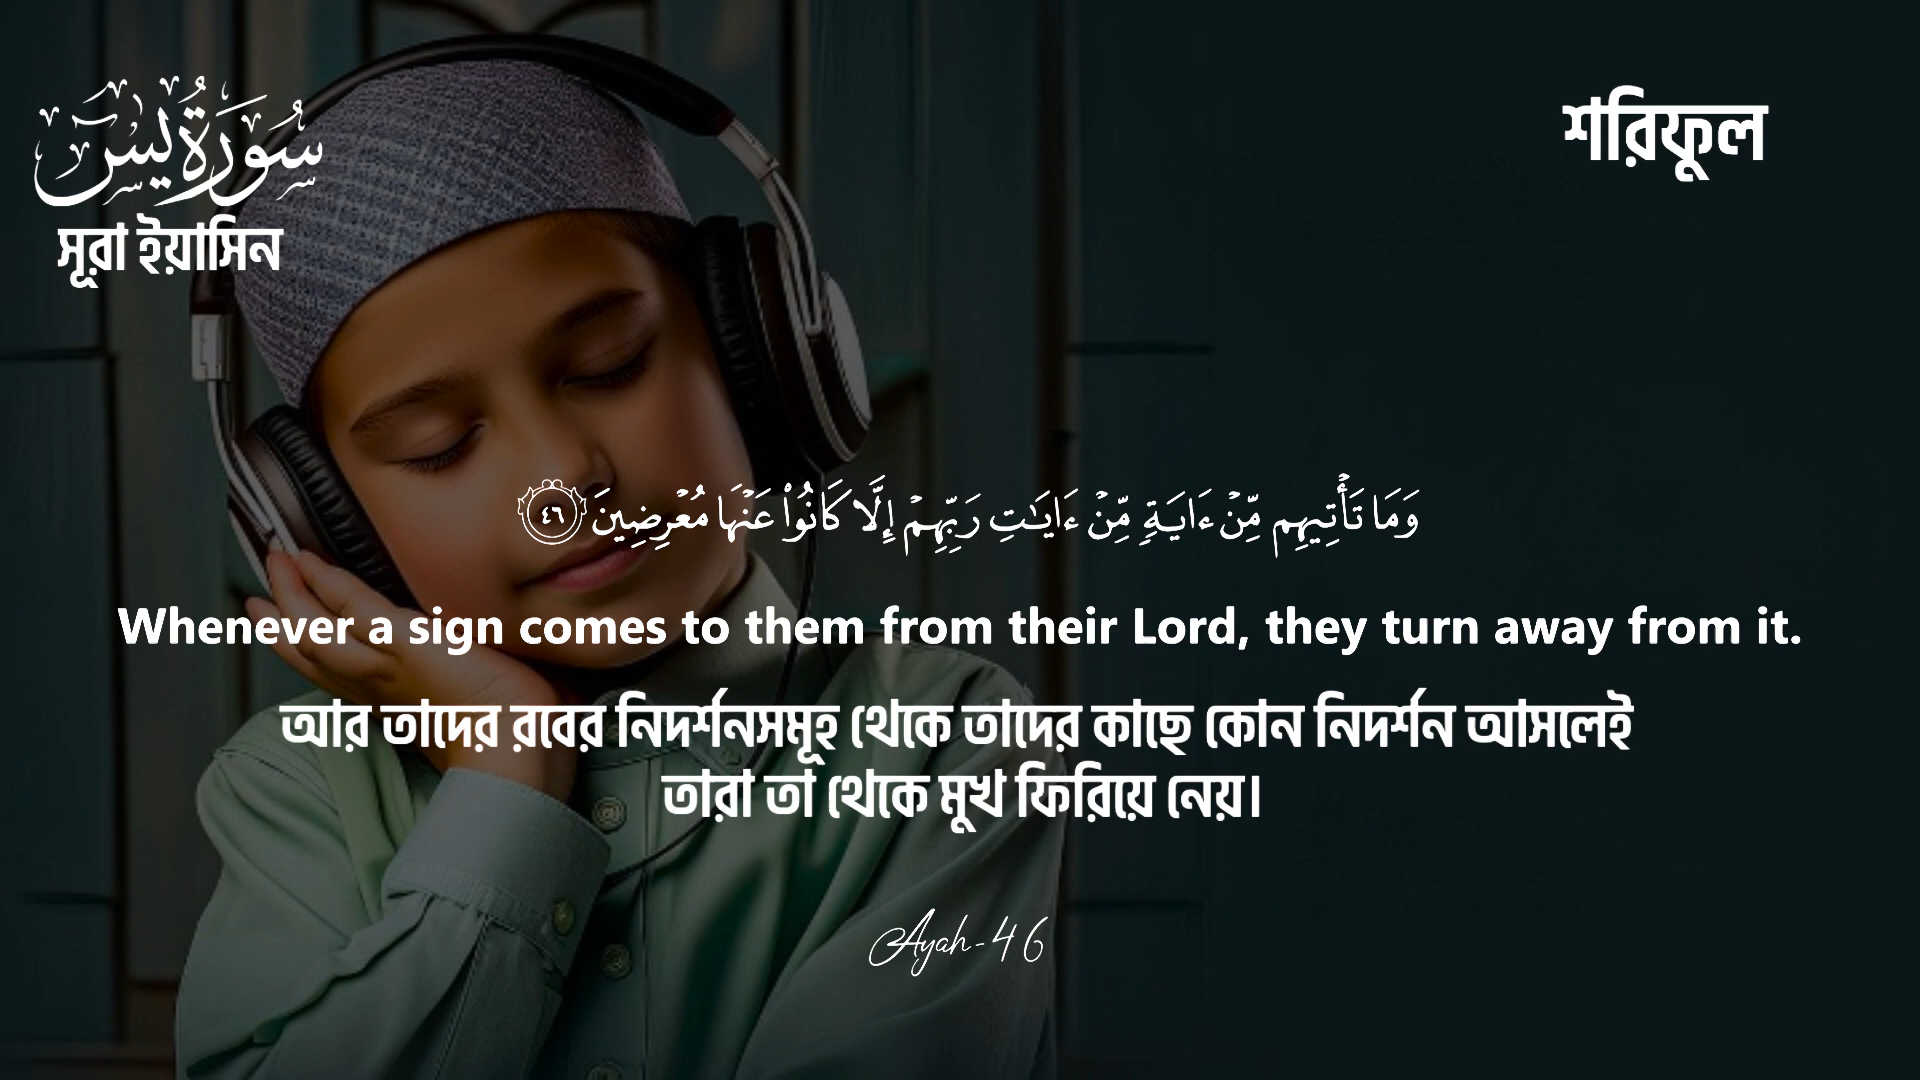 سُورَةُ يسٓ
সূরা ইয়াসিন
শরিফুল
وَمَا تَأْتِيهِم مِّنْ ءَايَةٍ مِّنْ ءَايَٰتِ رَبِّهِمْ إِلَّا كَانُوا۟ عَنْهَا مُعْرِضِينَ ٤٦
Whenever a sign comes to them from their Lord, they turn away from it.
আর তাদের রবের নিদর্শনসমূহ থেকে তাদের কাছে কোন নিদর্শন আসলেই
তারা তা থেকে মুখ ফিরিয়ে নেয়।
Ayah-46